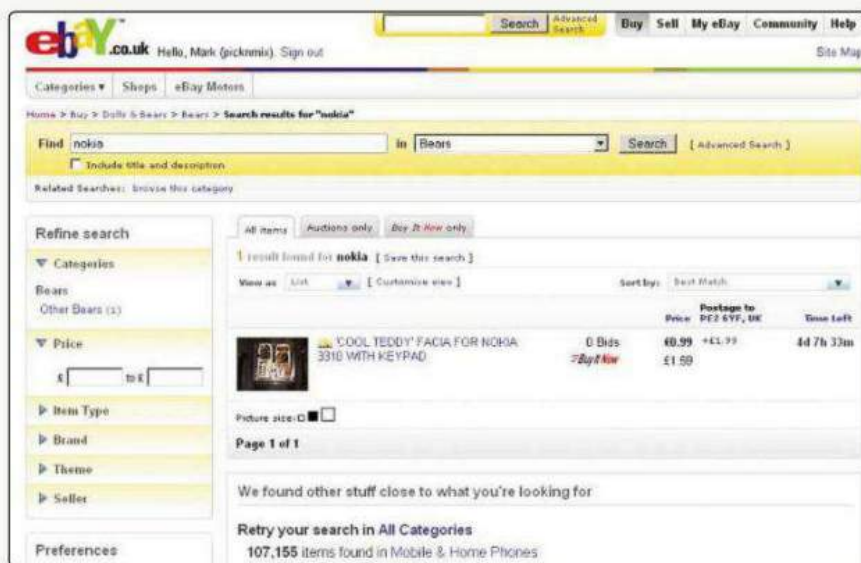 ebaY.co.uk Hello, Mark (picknmix). Sign out
Search Advanced Search
Buy Sell My eBay Community Help
Site Map
Categories Shops eBay Motors
Home > Buy > Dolls & Bears > Bears > Search results for "nokia"
Find nokia in Bears Search [ Advanced Search ]
Include title and description
Related Searches: browse this category
Refine search
Categories
Bears
Other Bears (1)
Price
£ to £
Item Type
Brand
Theme
Seller
Preferences
All items Auctions only Buy It Now only
1 result found for nokia [ Save this search ]
View as List [ Customise view ] Sort by: Best Match
Price Postage to PE2 6YF, UK Time Left
'COOL TEDDY' FACIA FOR NOKIA 0 Bids £0.99 +£1.99 4d 7h 33m
3310 WITH KEYPAD Buy It Now £1.59
Picture size:
Page 1 of 1
We found other stuff close to what you're looking for
Retry your search in All Categories
107,155 items found in Mobile & Home Phones